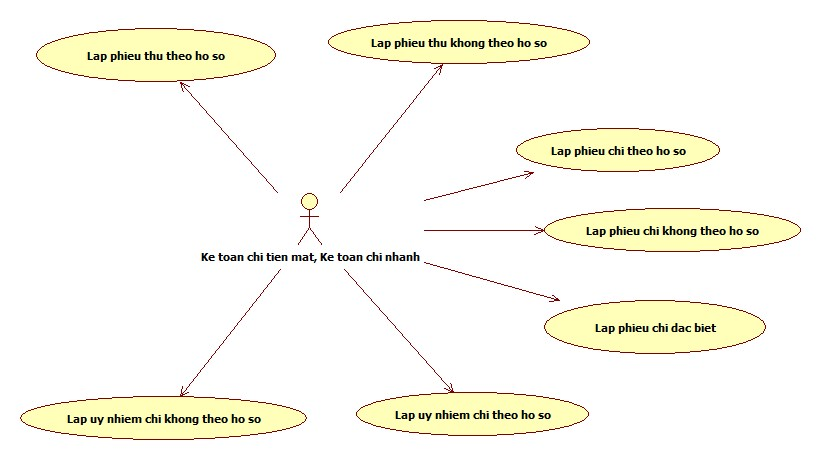 Lap phieu thu theo ho so
Lap phieu thu khong theo ho so
Lap phieu chi theo ho so
Lap phieu chi khong theo ho so
Ke toan chi tien mat, Ke toan chi nhanh
Lap phieu chi dac biet
Lap uy nhiem chi khong theo ho so
Lap uy nhiem chi theo ho so